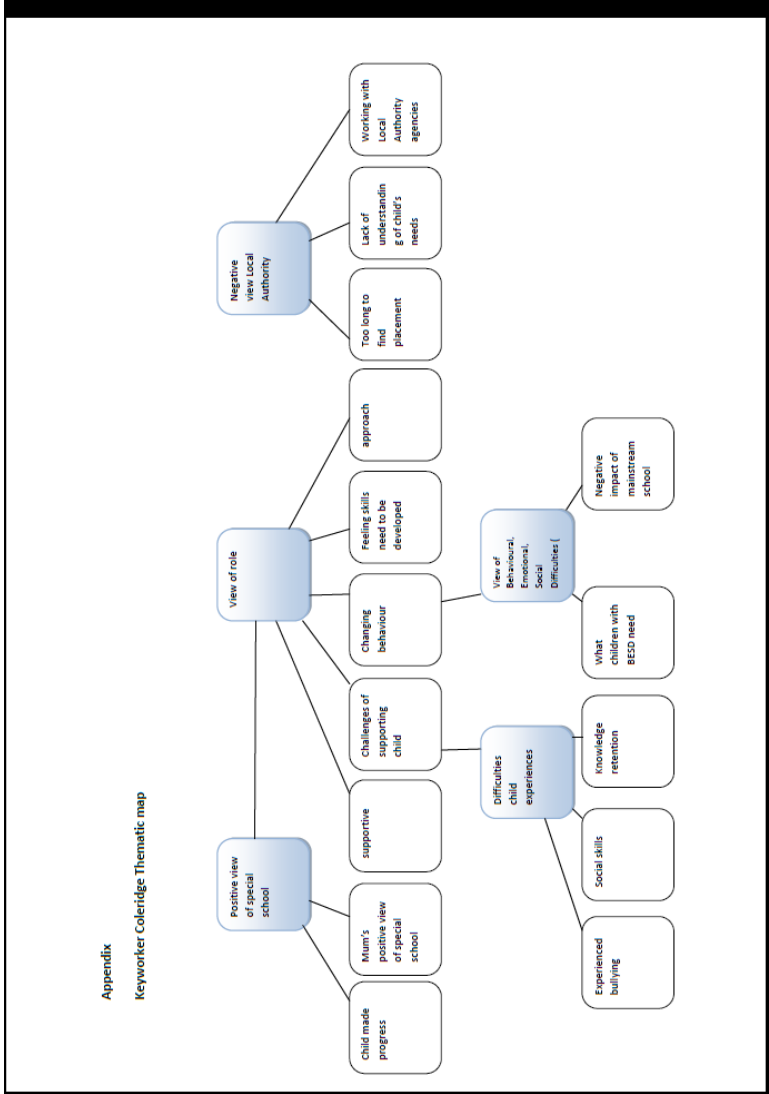 Appendix
Keyworker Coleridge Thematic map
Positive view
of special
school
View of role
Negative
view Local
Authority
Child made
progress
Mum's
positive view
of special
school
supportive
Challenges of
supporting
child
Changing
behaviour
Feeling skills
need to be
developed
approach
Too long to
find
placement
Lack of
understandin
g of child's
needs
Working with
Local
Authority
agencies
Difficulties
child
experiences
View of
Behavioural,
Emotional,
Social
Difficulties (
Experienced
bullying
Social skills
Knowledge
retention
What
children with
BESD need
Negative
impact of
mainstream
school